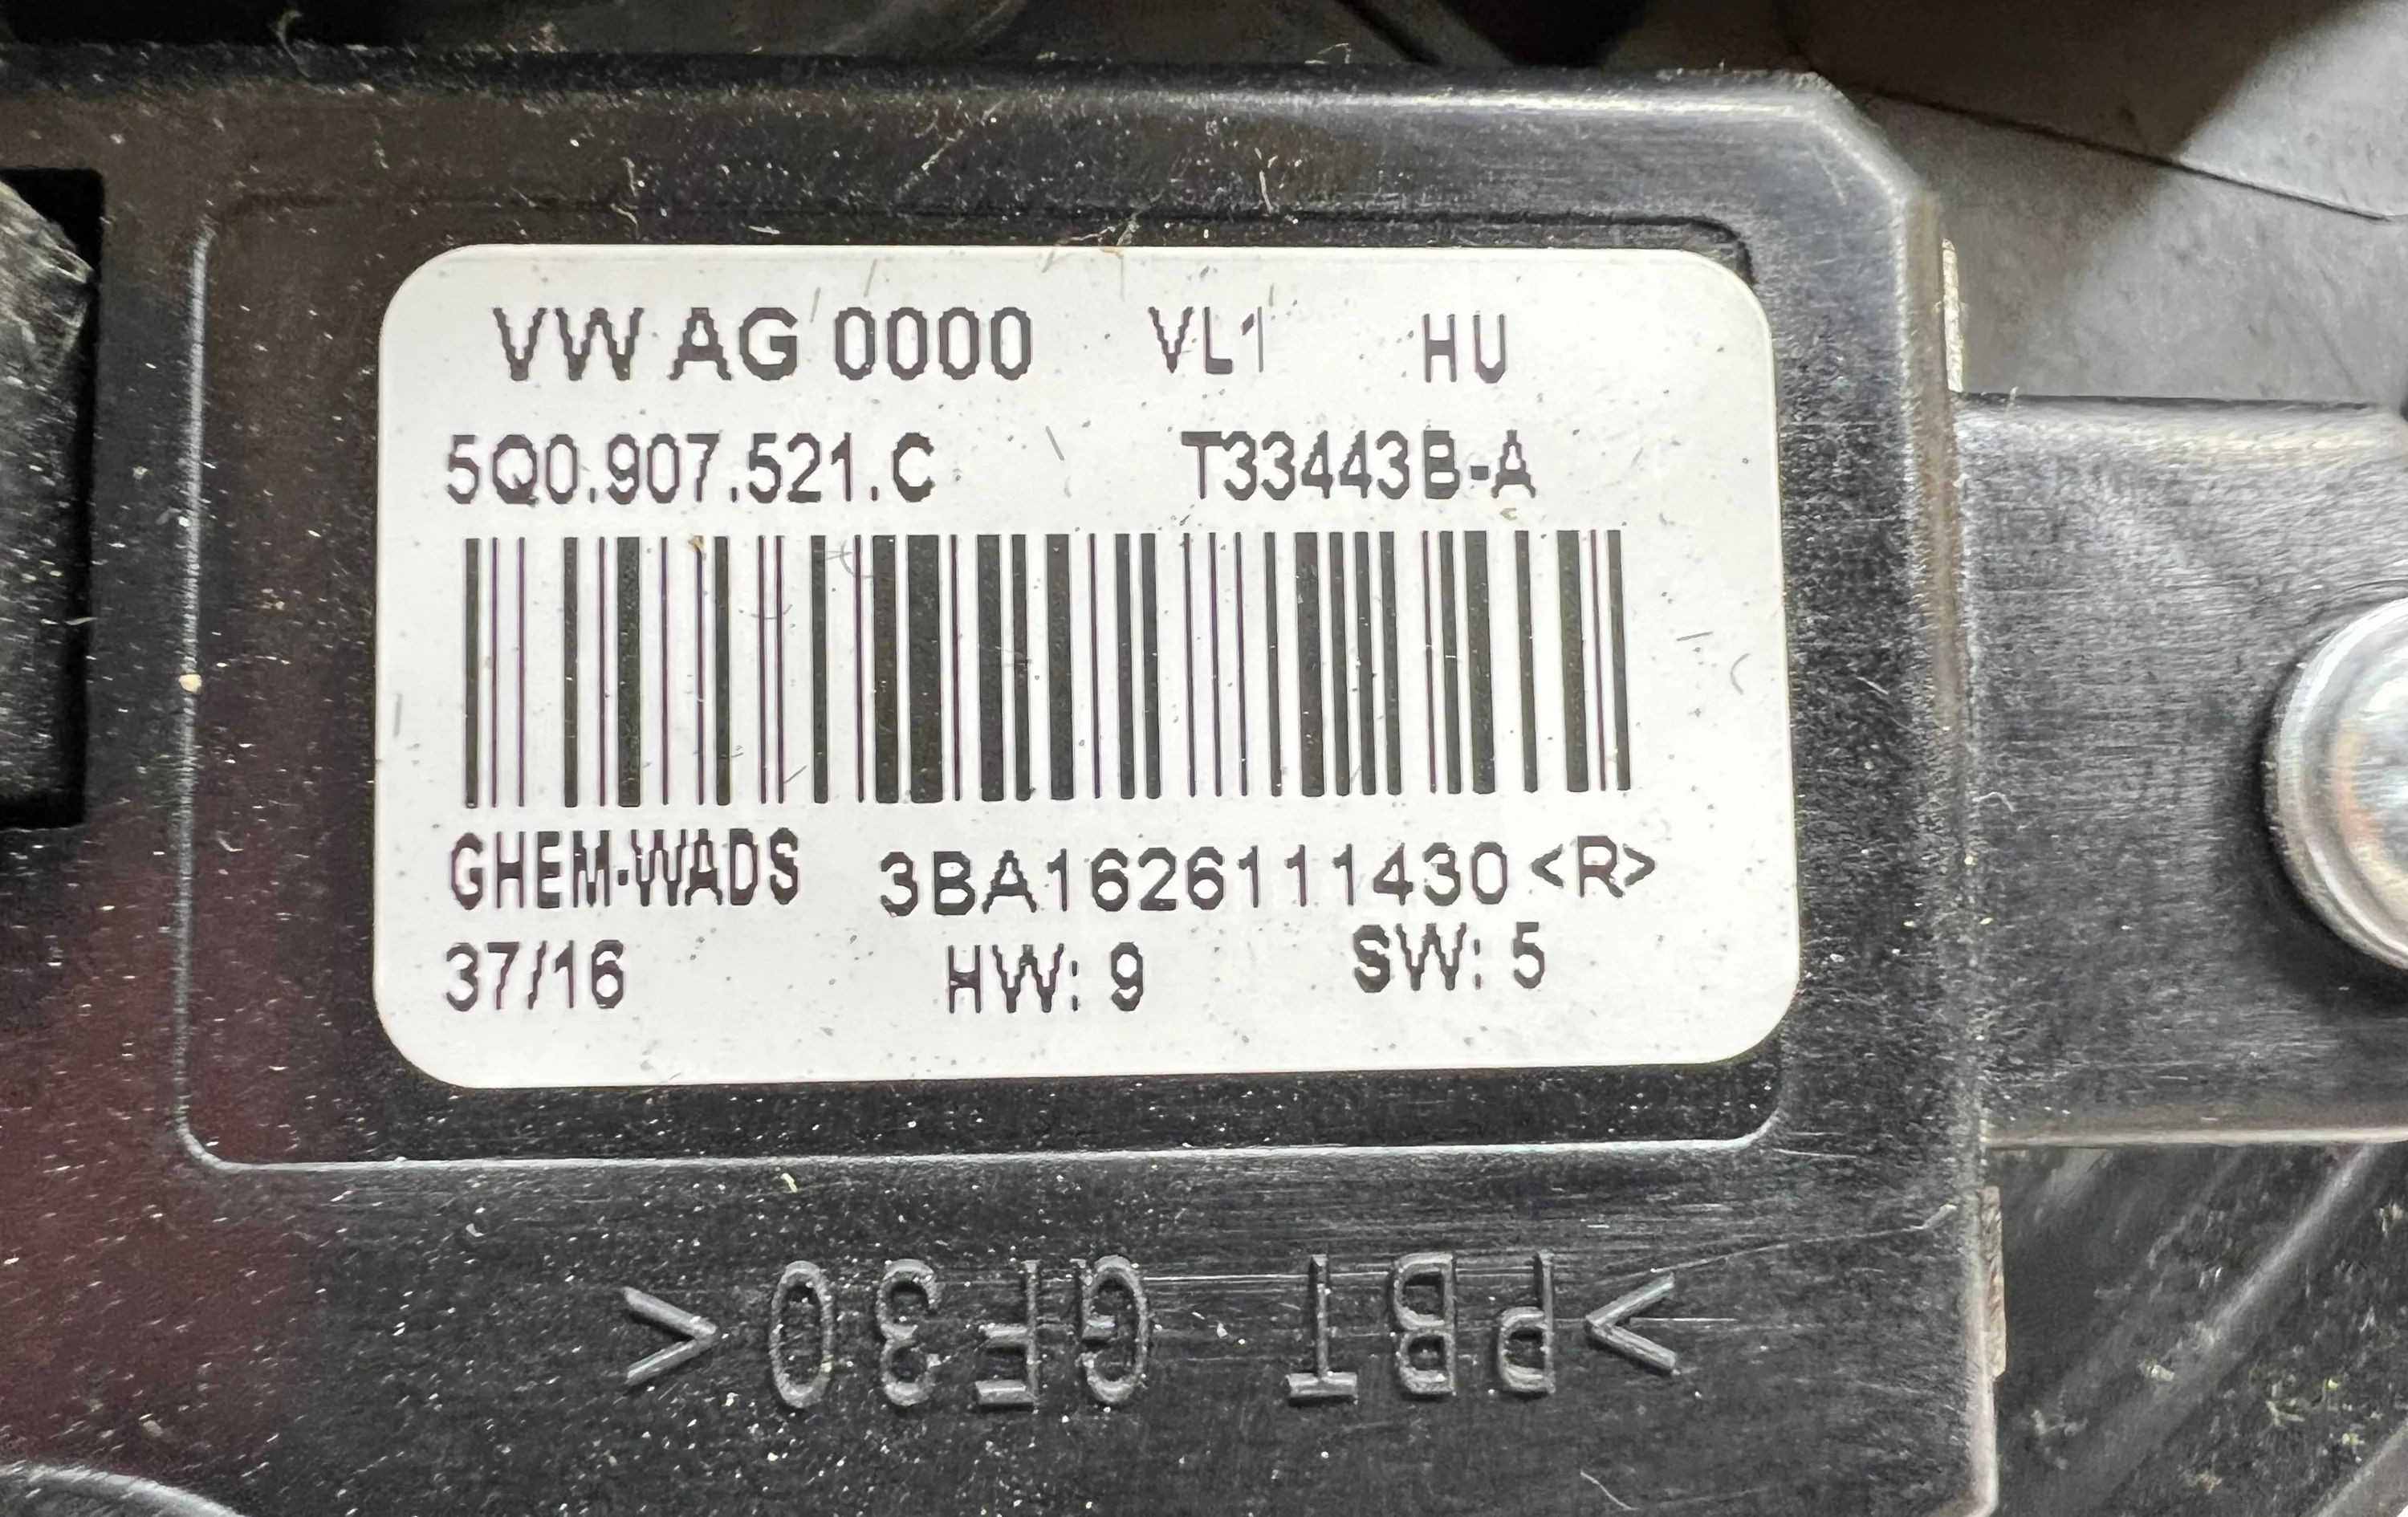 VW AG 0000 VL1 HU
5Q0.907.521.C T33443B-A
GHEM-WADS 3BA1626111430 <R>
37/16 HW: 9 SW: 5
>PBT GF30<